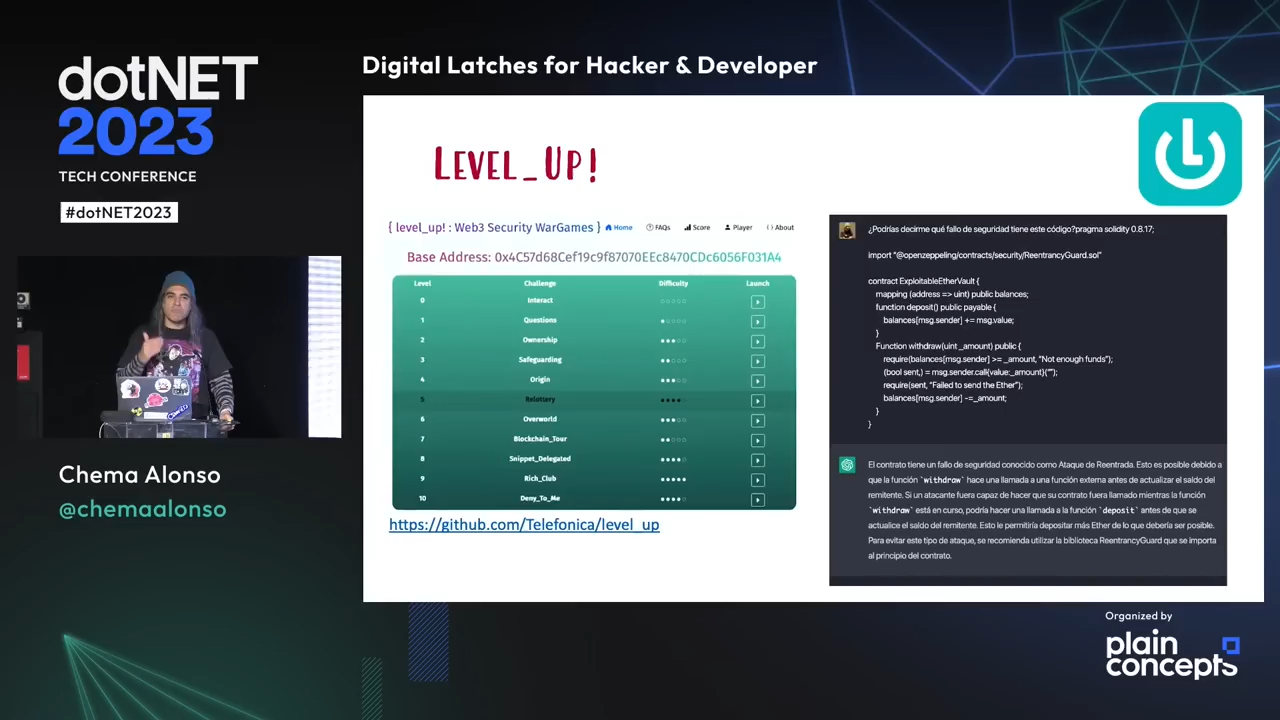 dotNET
2023
TECH CONFERENCE
#dotNET2023
Chema Alonso
@chemaalonso
Digital Latches for Hacker & Developer
LEVEL_UP!
{ level_up! : Web3 Security WarGames }
Home
FAQs
Score
Player
About
Base Address: 0x4C57d68Cef19c9f87070EEc8470CDc6056F031A4
Level Challenge Difficulty Launch
0 Interact
1 Questions
2 Ownership
3 Safeguarding
4 Origin
5 Relottery
6 Overworld
7 Blockchain_Tour
8 Snippet_Delegated
9 Rich_Club
10 Deny_To_Me
https://github.com/Telefonica/level_up
¿Podrías decirme qué fallo de seguridad tiene este código?pragma solidity 0.8.17;
import "@openzeppeling/contracts/security/ReentrancyGuard.sol"
contract ExploitableEtherVault {
mapping (address => uint) public balances;
function deposit() public payable {
balances[msg.sender] += msg.value;
}
Function withdraw(uint _amount) public {
require(balances[msg.sender] >= _amount, "Not enough funds");
(bool sent,) = msg.sender.call{value:_amount}("");
require(sent, "Failed to send the Ether");
balances[msg.sender] -=_amount;
}
}
El contrato tiene un fallo de seguridad conocido como Ataque de Reentrada. Esto es posible debido a
que la función `withdraw` hace una llamada a una función externa antes de actualizar el saldo del
remitente. Si un atacante fuera capaz de hacer que su contrato fuera llamado mientras la función
`withdraw` está en curso, podría hacer una llamada a la función `deposit` antes de que se
actualice el saldo del remitente. Esto le permitiría depositar más Ether de lo que debería ser posible.
Para evitar este tipo de ataque, se recomienda utilizar la biblioteca ReentrancyGuard que se importa
al principio del contrato.
Organized by
plain
concepts